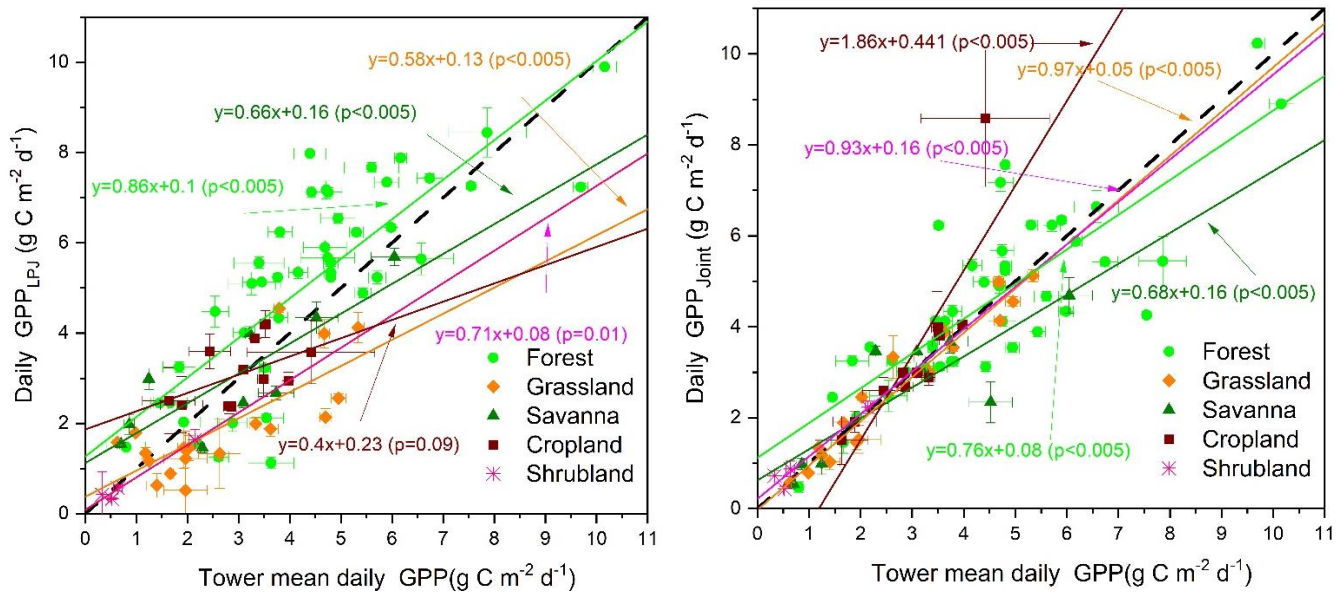 Daily GPP_LPJ (g C m^-2 d^-1)
10
8
6
4
2
0
y=0.58x+0.13 (p<0.005)
y=0.66x+0.16 (p<0.005)
y=0.86x+0.1 (p<0.005)
y=0.71x+0.08 (p=0.01)
y=0.4x+0.23 (p=0.09)
Forest
Grassland
Savanna
Cropland
Shrubland
0 1 2 3 4 5 6 7 8 9 10 11
Tower mean daily GPP(g C m^-2 d^-1)
Daily GPP_Joint (g C m^-2 d^-1)
10
8
6
4
2
0
y=1.86x+0.441 (p<0.005)
y=0.97x+0.05 (p<0.005)
y=0.93x+0.16 (p<0.005)
y=0.68x+0.16 (p<0.005)
y=0.76x+0.08 (p<0.005)
Forest
Grassland
Savanna
Cropland
Shrubland
0 1 2 3 4 5 6 7 8 9 10 11
Tower mean daily GPP(g C m^-2 d^-1)